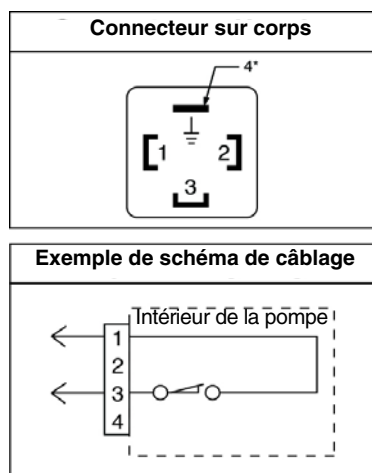 Connecteur sur corps
4*
1 2
3
Exemple de schéma de câblage
Intérieur de la pompe
1
2
3
4